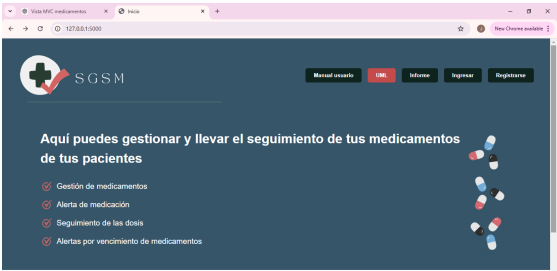 Vista MVC medicamentos
Inicio
127.0.0.1:5000
J
New Chrome available
SGSM
Manual usuario
UML
Informe
Ingresar
Registrarse
Aquí puedes gestionar y llevar el seguimiento de tus medicamentos
de tus pacientes
Gestión de medicamentos
Alerta de medicación
Seguimiento de las dosis
Alertas por vencimiento de medicamentos